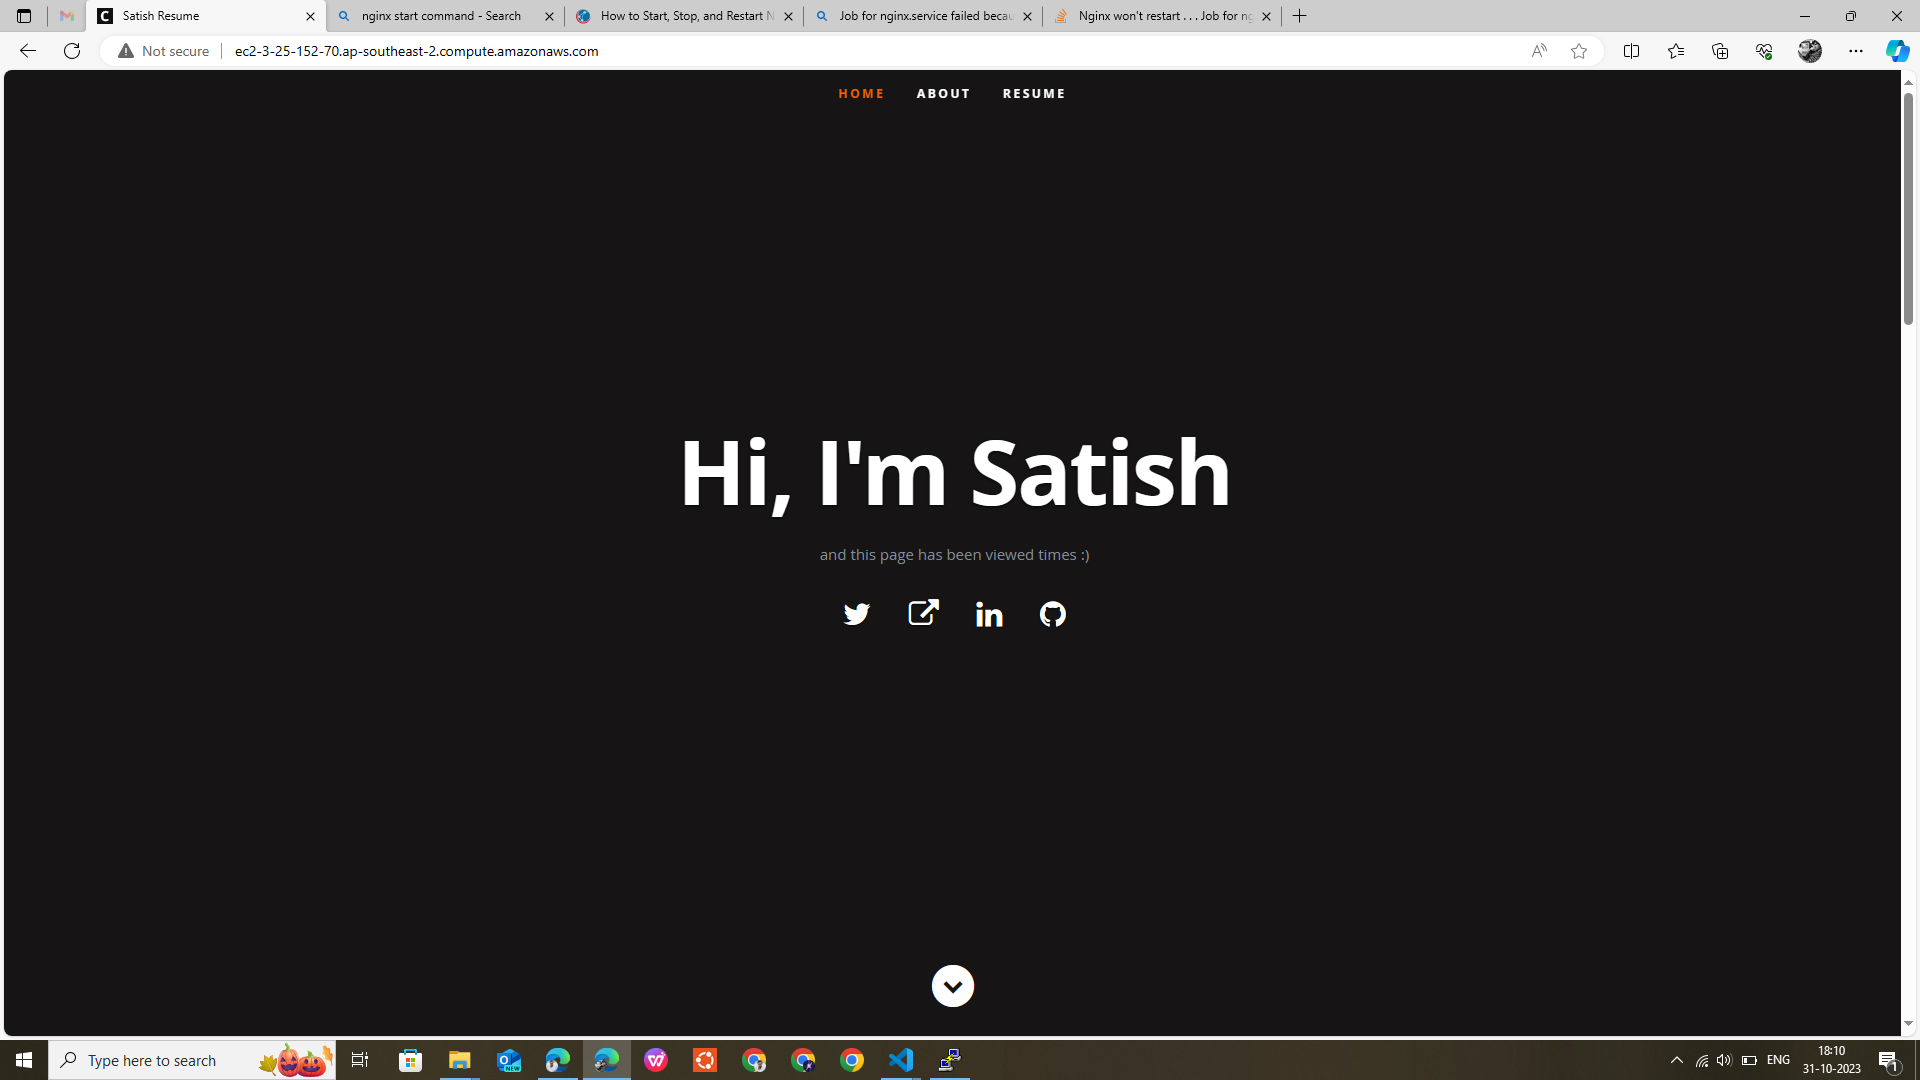 Satish Resume
nginx start command - Search
How to Start, Stop, and Restart N
Job for nginx.service failed becau
Nginx won't restart . . . Job for ng
Not secure
ec2-3-25-152-70.ap-southeast-2.compute.amazonaws.com
HOME ABOUT RESUME
Hi, I'm Satish
and this page has been viewed times :)
Type here to search
NEW
ENG
18:10
31-10-2023
1